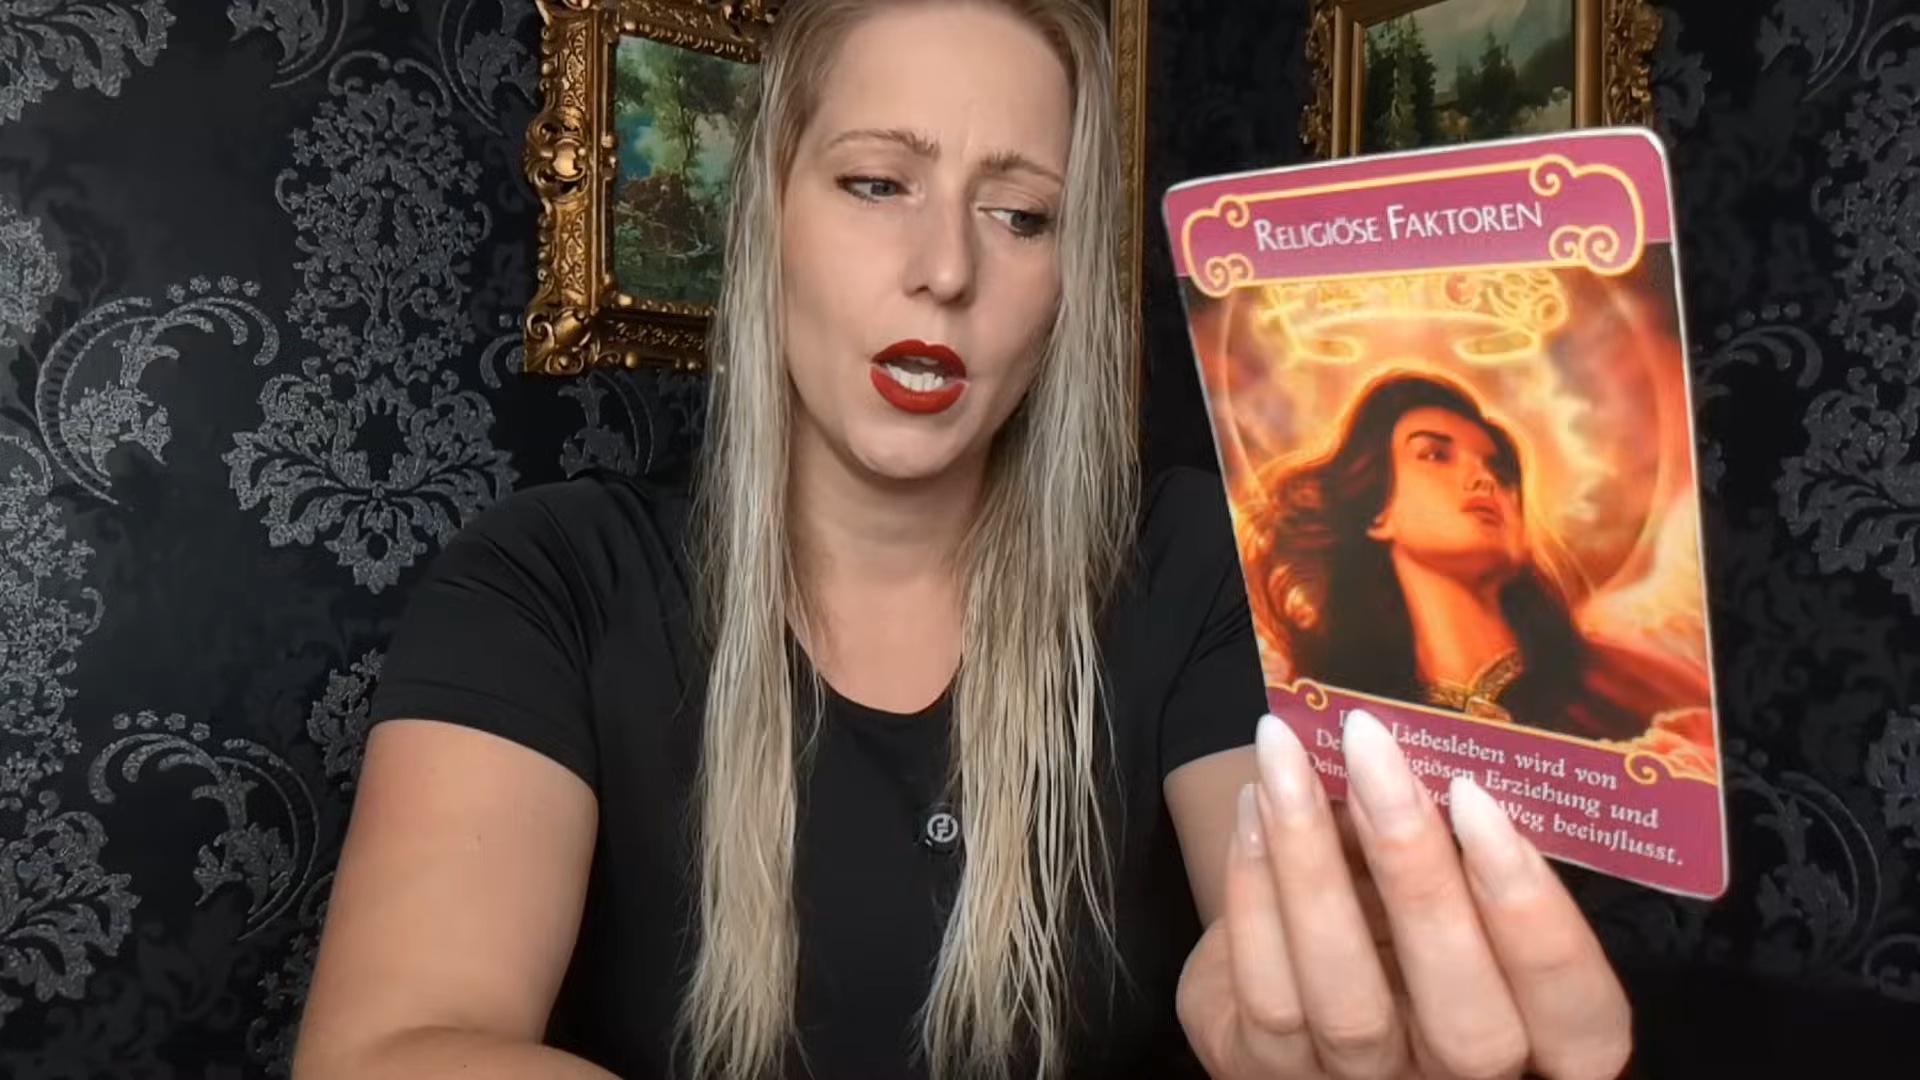 RELIGIÖSE FAKTOREN
Liebesleben wird von
Erziehung und
Weg beeinflusst.